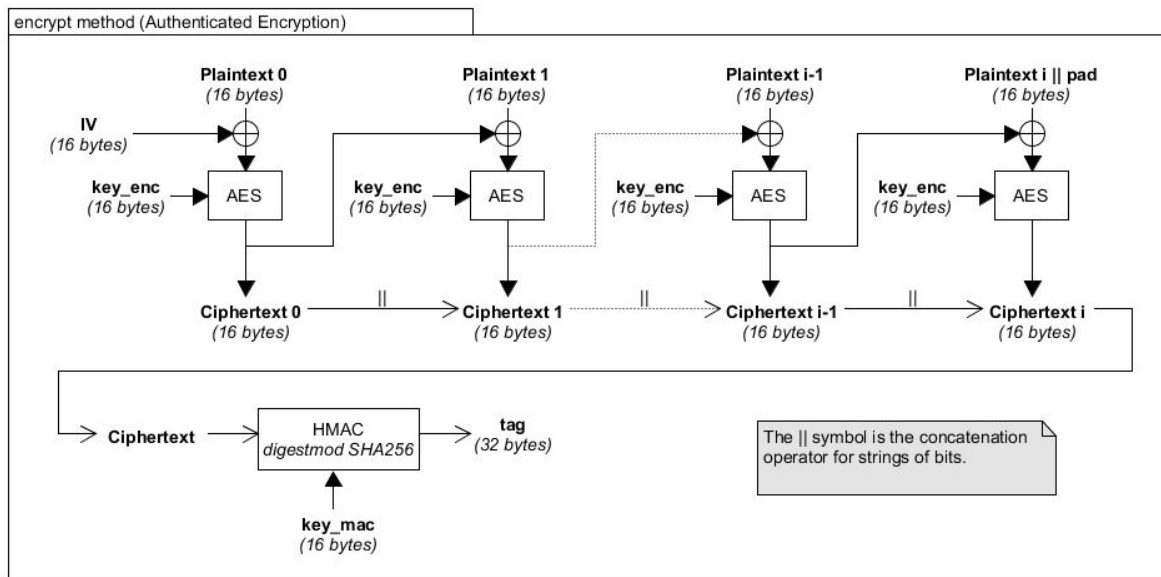 encrypt method (Authenticated Encryption)
Plaintext 0
(16 bytes)
Plaintext 1
(16 bytes)
Plaintext i-1
(16 bytes)
Plaintext i || pad
(16 bytes)
IV
(16 bytes)
key_enc
(16 bytes)
AES
key_enc
(16 bytes)
AES
key_enc
(16 bytes)
AES
key_enc
(16 bytes)
AES
Ciphertext 0
(16 bytes)
||
Ciphertext 1
(16 bytes)
||
Ciphertext i-1
(16 bytes)
||
Ciphertext i
(16 bytes)
Ciphertext
HMAC
digestmod SHA256
tag
(32 bytes)
key_mac
(16 bytes)
The || symbol is the concatenation
operator for strings of bits.